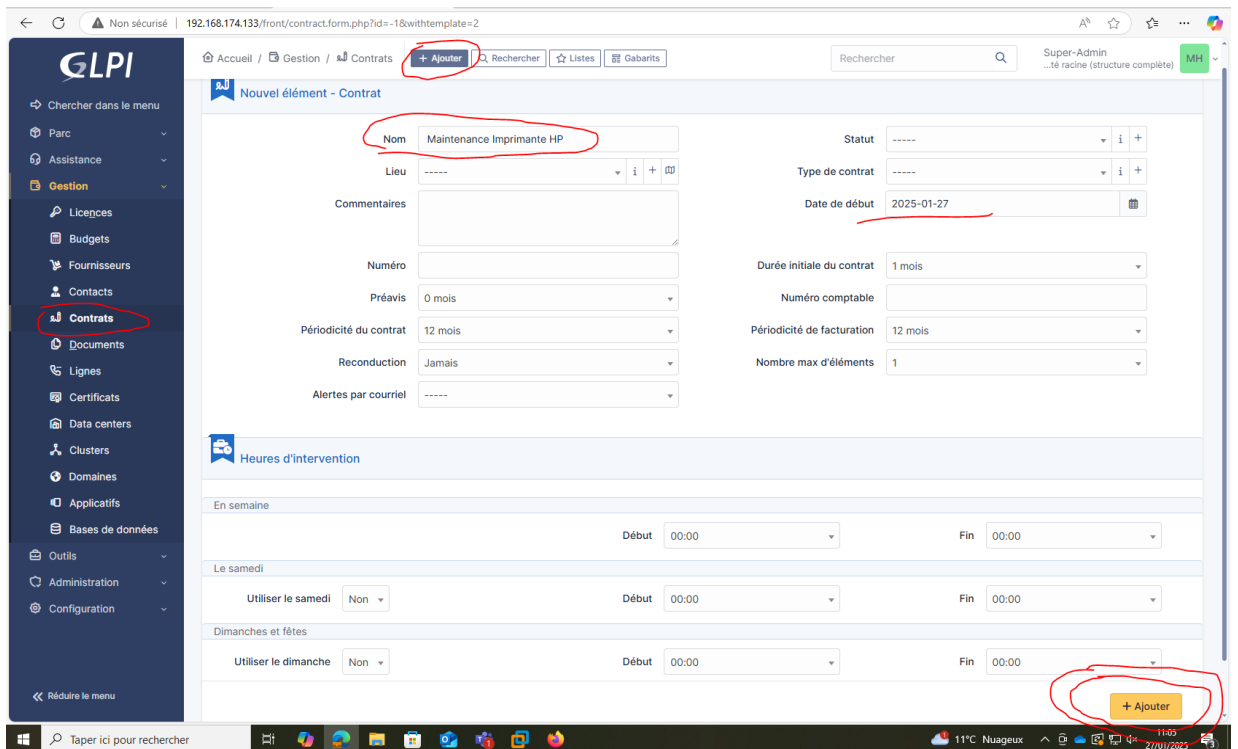 Non sécurisé | 192.168.174.133/front/contract.form.php?id=-1&withtemplate=2
GLPI
Accueil / Gestion / Contrats + Ajouter Rechercher Listes Gabarits Rechercher Super-Admin MH
...té racine (structure complète)
Chercher dans le menu
Parc
Assistance
Gestion
Licences
Budgets
Fournisseurs
Contacts
Contrats
Documents
Lignes
Certificats
Data centers
Clusters
Domaines
Applicatifs
Bases de données
Outils
Administration
Configuration
Réduire le menu
Nouvel élément - Contrat
Nom Maintenance Imprimante HP Statut -----
Lieu ----- Type de contrat -----
Commentaires Date de début 2025-01-27
Numéro Durée initiale du contrat 1 mois
Préavis 0 mois Numéro comptable
Périodicité du contrat 12 mois Périodicité de facturation 12 mois
Reconduction Jamais Nombre max d'éléments 1
Alertes par courriel -----
Heures d'intervention
En semaine
Début 00:00 Fin 00:00
Le samedi
Utiliser le samedi Non Début 00:00 Fin 00:00
Dimanches et fêtes
Utiliser le dimanche Non Début 00:00 Fin 00:00
+ Ajouter
Taper ici pour rechercher 11°C Nuageux 11:05
27/01/2025